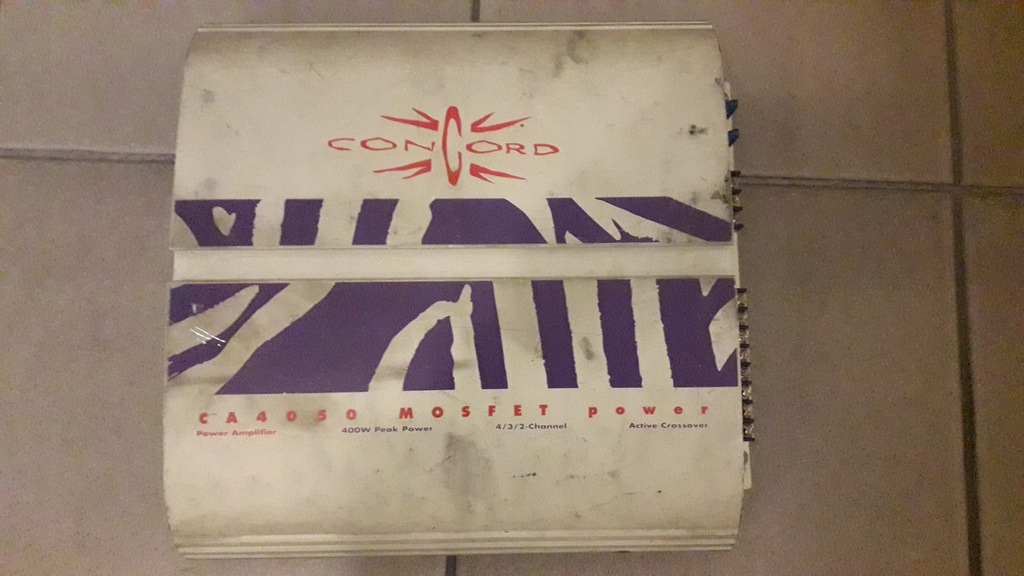 CONCORD
CA4050 MOSFET power
Power Amplifier 400W Peak Power 4/3/2-Channel Active Crossover